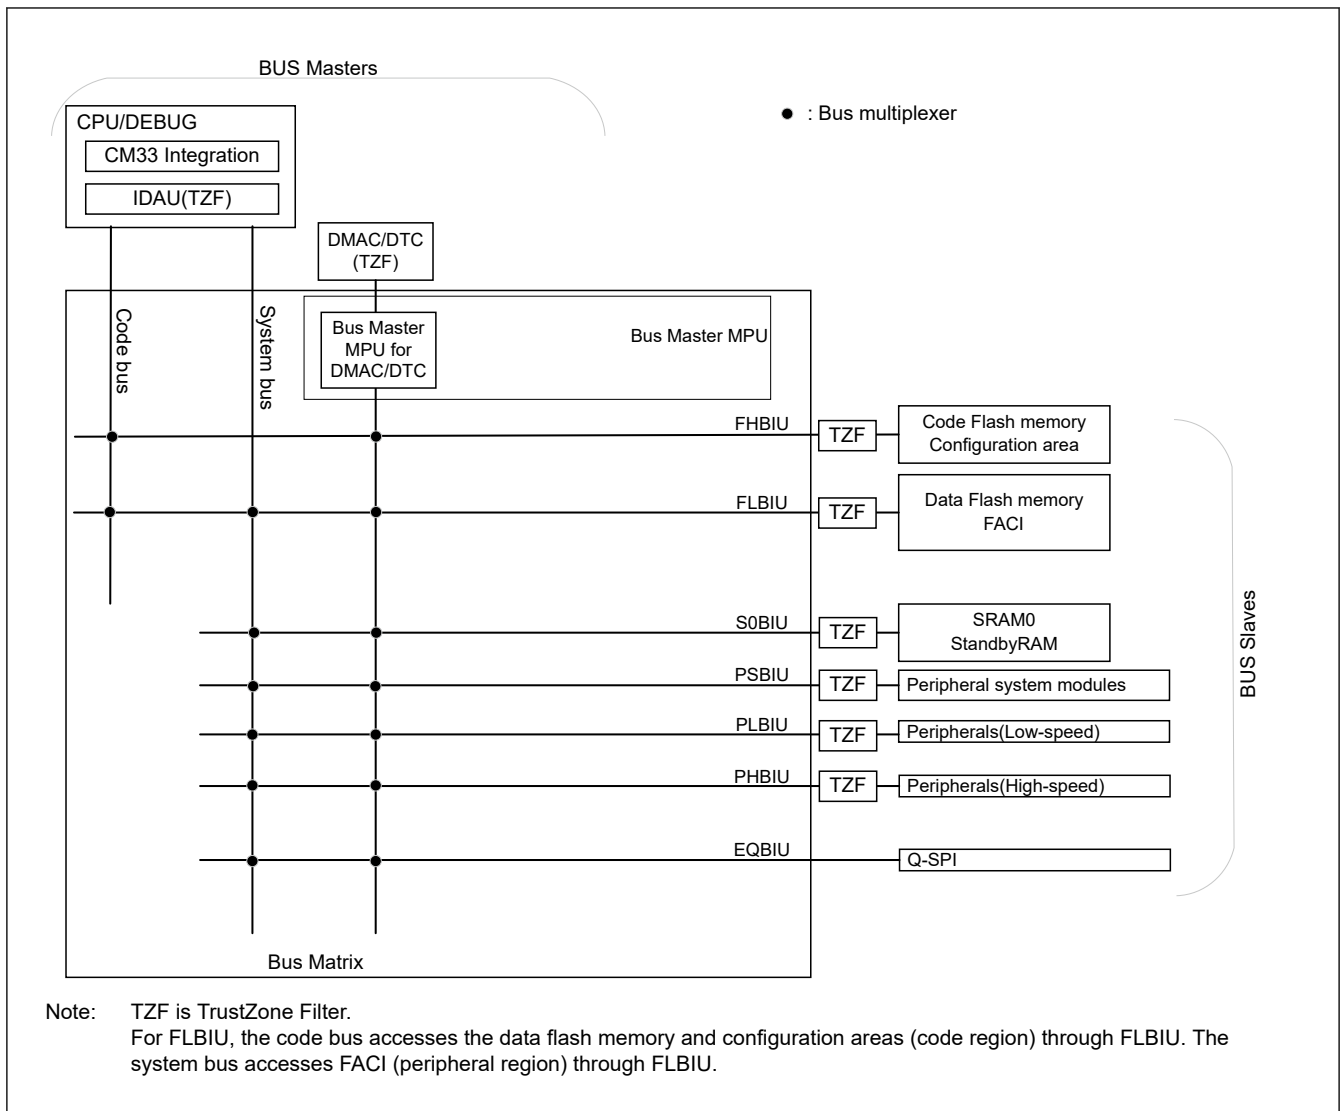 BUS Masters
CPU/DEBUG
CM33 Integration
IDAU(TZF)
● : Bus multiplexer
DMAC/DTC
(TZF)
Code bus
System bus
Bus Master
MPU for
DMAC/DTC
Bus Master MPU
FHBIU
TZF
Code Flash memory
Configuration area
FLBIU
TZF
Data Flash memory
FACI
S0BIU
TZF
SRAM0
StandbyRAM
PSBIU
TZF
Peripheral system modules
PLBIU
TZF
Peripherals(Low-speed)
PHBIU
TZF
Peripherals(High-speed)
EQBIU
Q-SPI
BUS Slaves
Bus Matrix
Note: TZF is TrustZone Filter.
For FLBIU, the code bus accesses the data flash memory and configuration areas (code region) through FLBIU. The
system bus accesses FACI (peripheral region) through FLBIU.